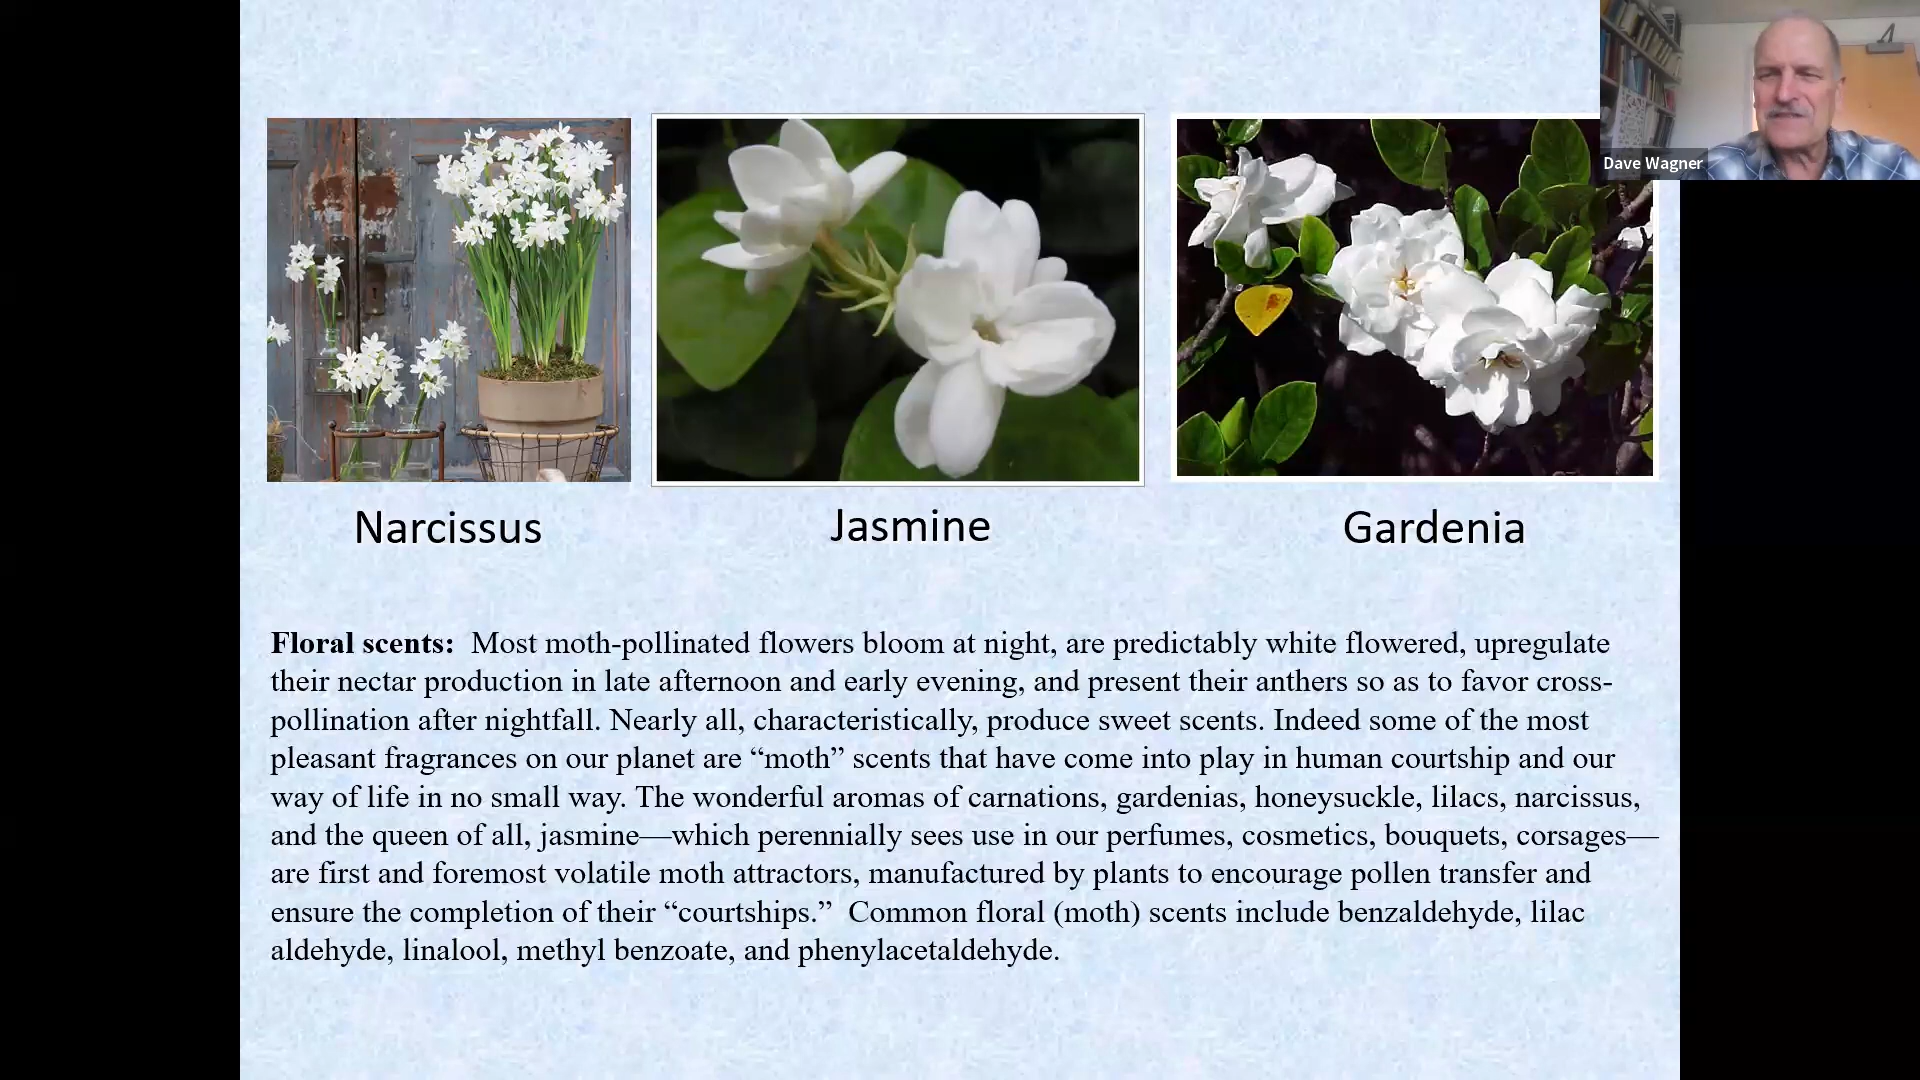 Dave Wagner
Narcissus
Jasmine
Gardenia
Floral scents:  Most moth-pollinated flowers bloom at night, are predictably white flowered, upregulate
their nectar production in late afternoon and early evening, and present their anthers so as to favor cross-
pollination after nightfall. Nearly all, characteristically, produce sweet scents. Indeed some of the most
pleasant fragrances on our planet are “moth” scents that have come into play in human courtship and our
way of life in no small way. The wonderful aromas of carnations, gardenias, honeysuckle, lilacs, narcissus,
and the queen of all, jasmine—which perennially sees use in our perfumes, cosmetics, bouquets, corsages—
are first and foremost volatile moth attractors, manufactured by plants to encourage pollen transfer and
ensure the completion of their “courtships.”  Common floral (moth) scents include benzaldehyde, lilac
aldehyde, linalool, methyl benzoate, and phenylacetaldehyde.